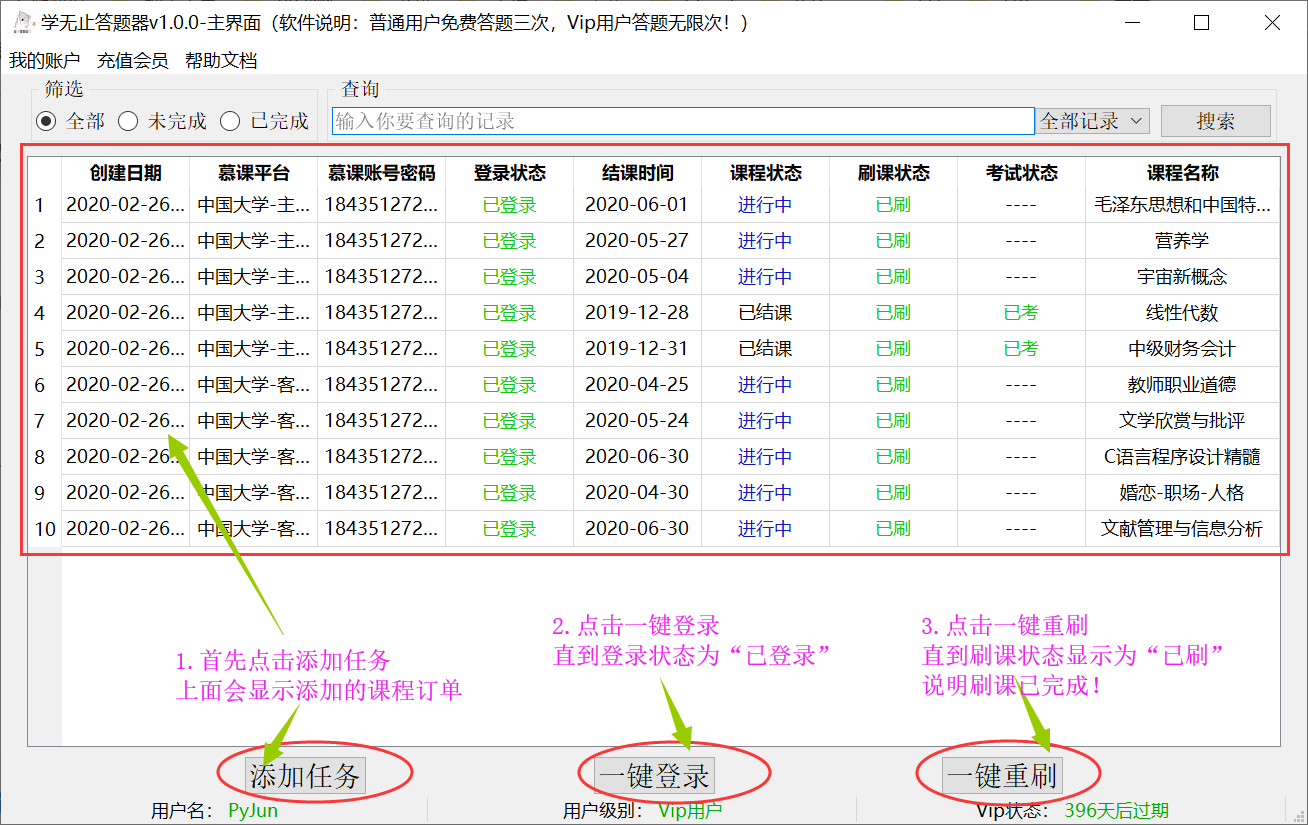 学无止答题器v1.0.0-主界面（软件说明：普通用户免费答题三次，Vip用户答题无限次！）
我的账户 充值会员 帮助文档
筛选 查询
全部 未完成 已完成 输入你要查询的记录 全部记录 搜索
创建日期 慕课平台 慕课账号密码 登录状态 结课时间 课程状态 刷课状态 考试状态 课程名称
1 2020-02-26... 中国大学-主... 184351272... 已登录 2020-06-01 进行中 已刷 ---- 毛泽东思想和中国特...
2 2020-02-26... 中国大学-主... 184351272... 已登录 2020-05-27 进行中 已刷 ---- 营养学
3 2020-02-26... 中国大学-主... 184351272... 已登录 2020-05-04 进行中 已刷 ---- 宇宙新概念
4 2020-02-26... 中国大学-主... 184351272... 已登录 2019-12-28 已结课 已刷 已考 线性代数
5 2020-02-26... 中国大学-主... 184351272... 已登录 2019-12-31 已结课 已刷 已考 中级财务会计
6 2020-02-26... 中国大学-客... 184351272... 已登录 2020-04-25 进行中 已刷 ---- 教师职业道德
7 2020-02-26... 中国大学-客... 184351272... 已登录 2020-05-24 进行中 已刷 ---- 文学欣赏与批评
8 2020-02-26... 中国大学-客... 184351272... 已登录 2020-06-30 进行中 已刷 ---- C语言程序设计精髓
9 2020-02-26... 中国大学-客... 184351272... 已登录 2020-04-30 进行中 已刷 ---- 婚恋-职场-人格
10 2020-02-26... 中国大学-客... 184351272... 已登录 2020-06-30 进行中 已刷 ---- 文献管理与信息分析
1.首先点击添加任务
上面会显示添加的课程订单
2.点击一键登录
直到登录状态为“已登录”
3.点击一键重刷
直到刷课状态显示为“已刷”
说明刷课已完成！
添加任务 一键登录 一键重刷
用户名： PyJun 用户级别： Vip用户 Vip状态： 396天后过期